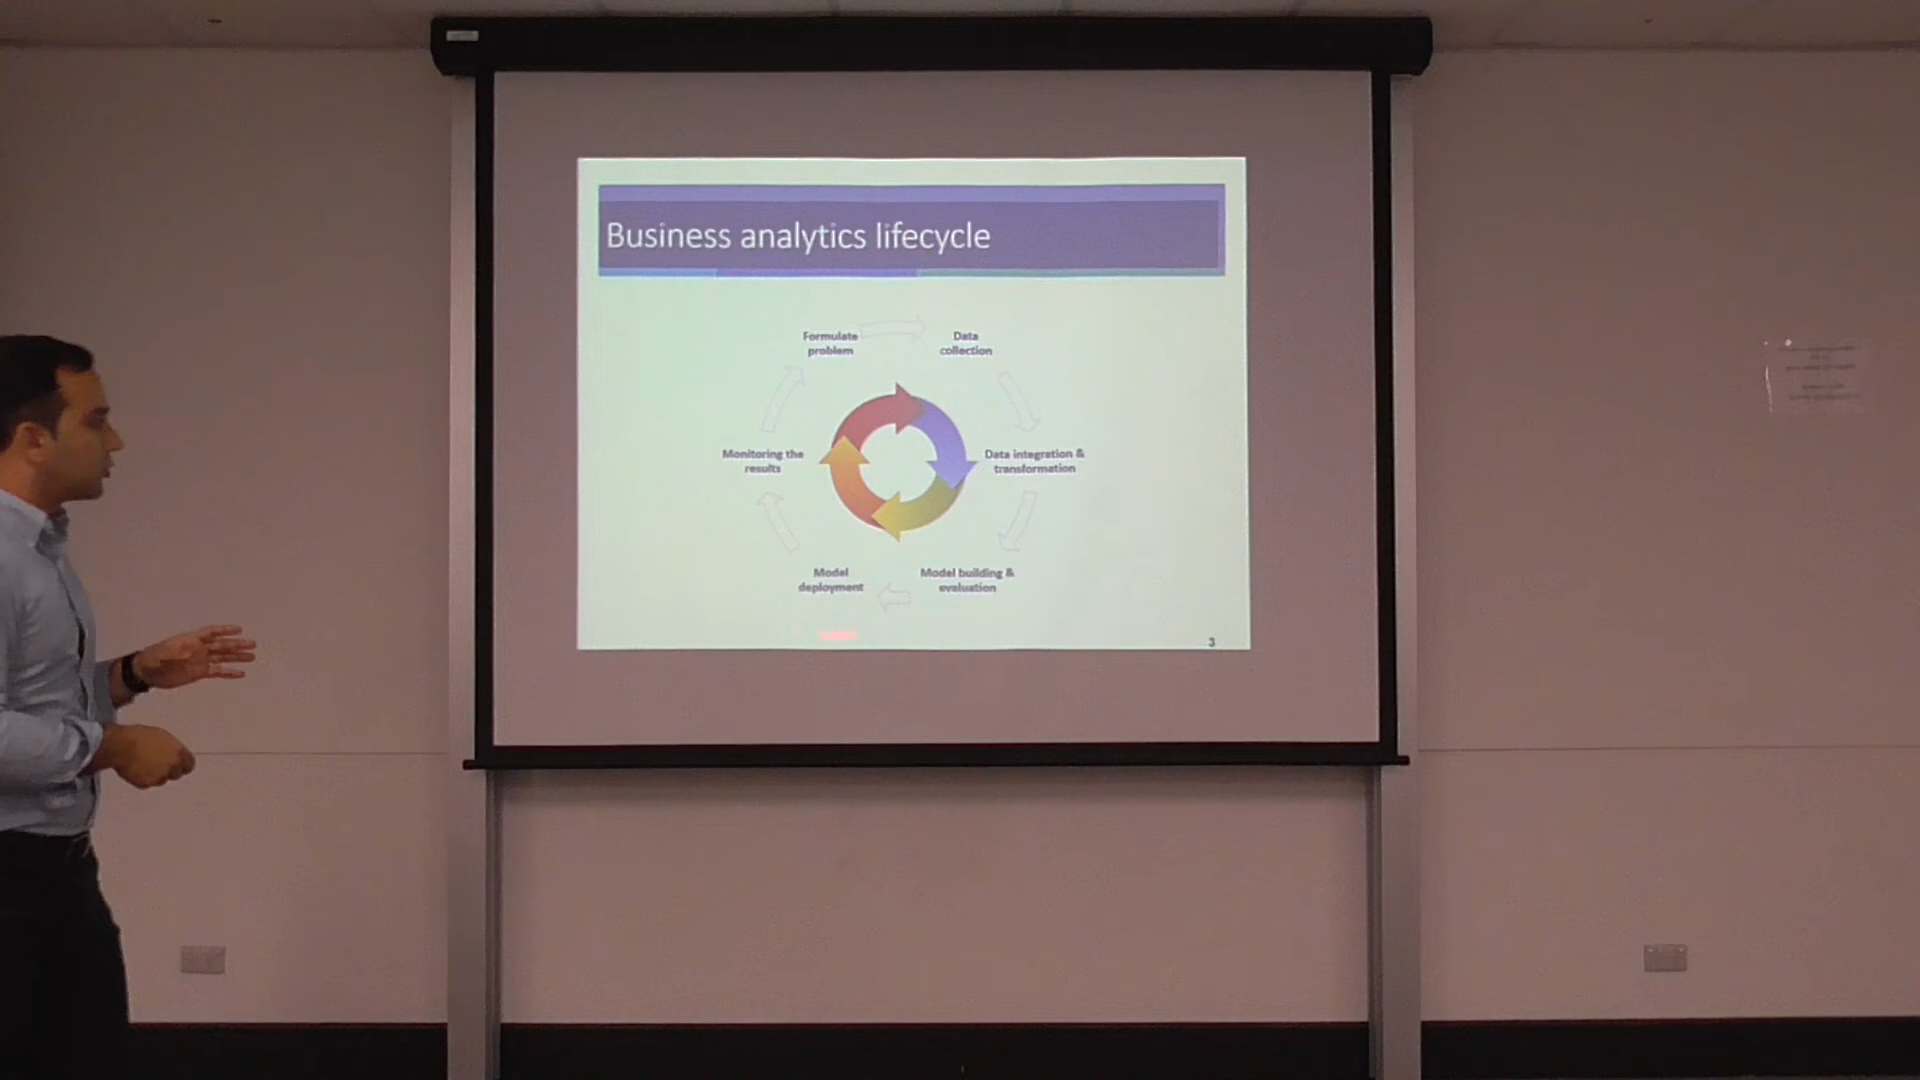 Business analytics lifecycle
Formulate
problem
Data
collection
Monitoring the
results
Data integration &
transformation
Model
deployment
Model building &
evaluation
3